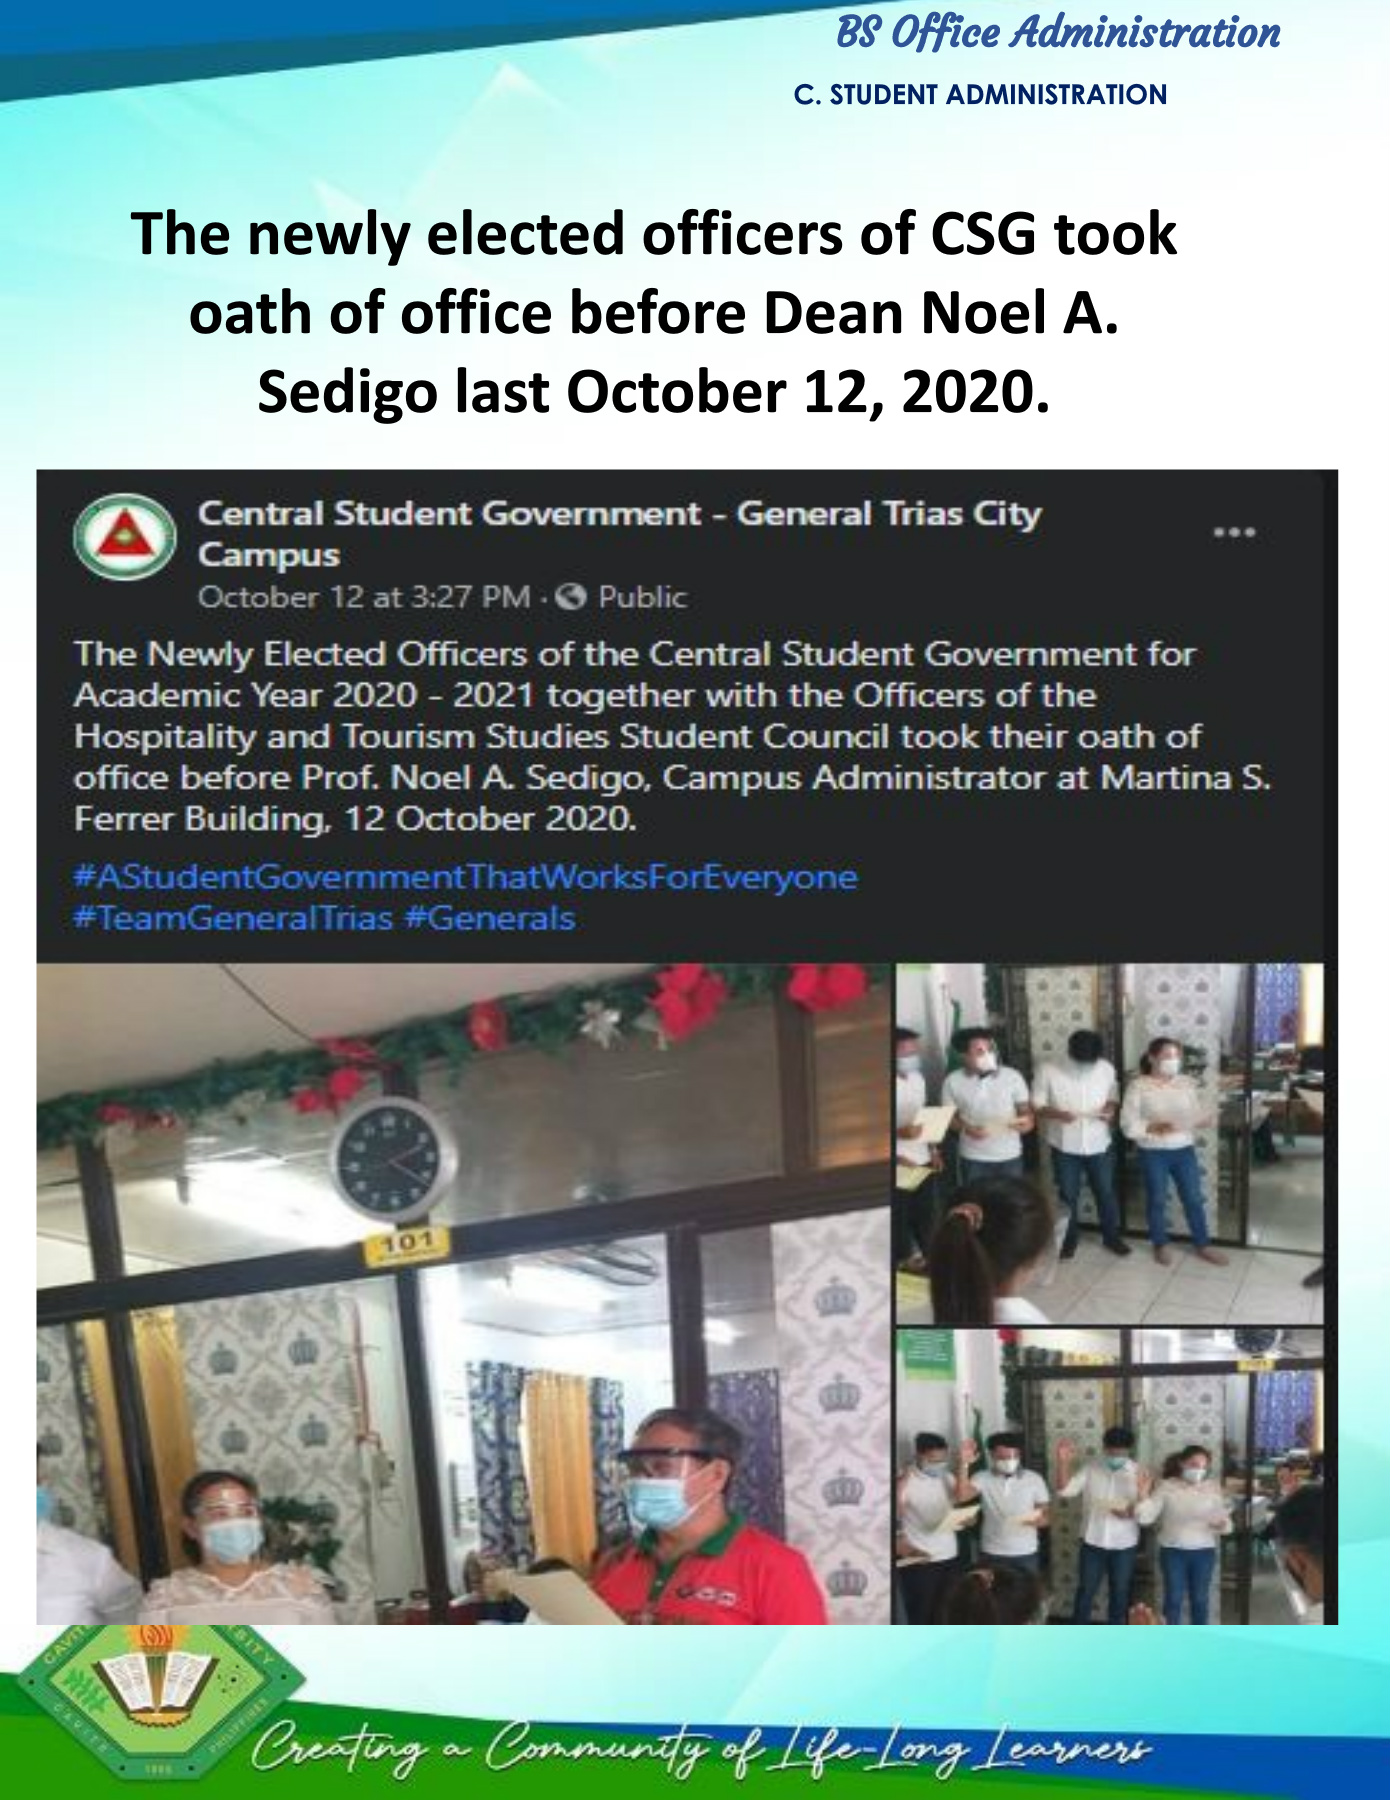 BS Office Administration
C. STUDENT ADMINISTRATION
The newly elected officers of CSG took
oath of office before Dean Noel A.
Sedigo last October 12, 2020.
Central Student Government - General Trias City
Campus
October 12 at 3:27 PM · Public
The Newly Elected Officers of the Central Student Government for
Academic Year 2020 - 2021 together with the Officers of the
Hospitality and Tourism Studies Student Council took their oath of
office before Prof. Noel A. Sedigo, Campus Administrator at Martina S.
Ferrer Building, 12 October 2020.
#AStudentGovernmentThatWorksForEveryone
#TeamGeneralTrias #Generals
101
CAVITE
PHILIPPINES
Creating a Community of Life-Long Learners